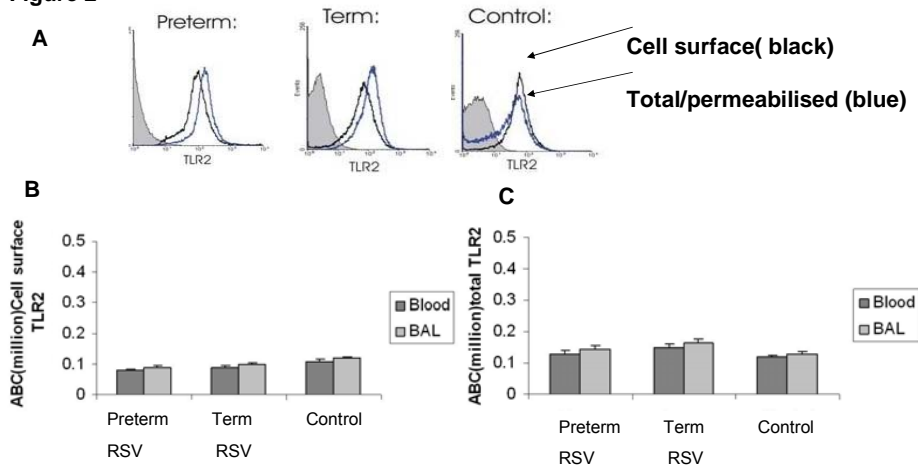 A
Preterm:
Term:
Control:
Cell surface( black)
Total/permeabilised (blue)
Events
Events
TLR2
TLR2
TLR2
B
ABC(million)Cell surface
TLR2
0.5
0.4
0.3
0.2
0.1
0
Preterm
RSV
Term
RSV
Control
Blood
BAL
C
ABC(million)total TLR2
0.5
0.4
0.3
0.2
0.1
0
Preterm
RSV
Term
RSV
Control
Blood
BAL